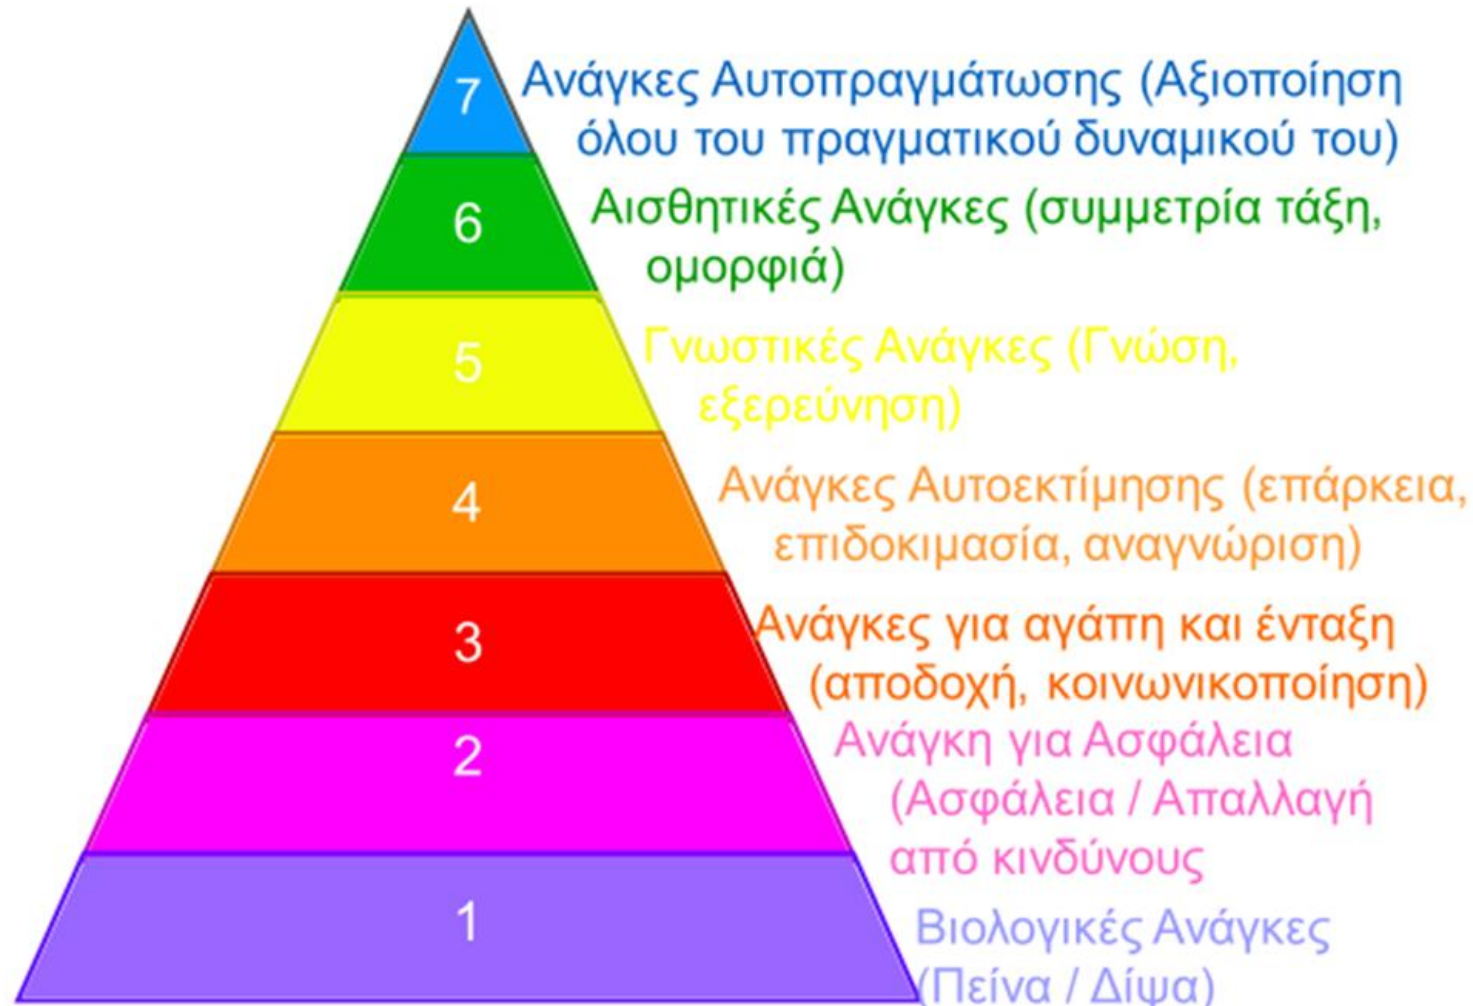 7
Ανάγκες Αυτοπραγμάτωσης (Αξιοποίηση
όλου του πραγματικού δυναμικού του)
6
Αισθητικές Ανάγκες (συμμετρία τάξη,
ομορφιά)
5
Γνωστικές Ανάγκες (Γνώση,
εξερεύνηση)
4
Ανάγκες Αυτοεκτίμησης (επάρκεια,
επιδοκιμασία, αναγνώριση)
3
Ανάγκες για αγάπη και ένταξη
(αποδοχή, κοινωνικοποίηση)
2
Ανάγκη για Ασφάλεια
(Ασφάλεια / Απαλλαγή
από κινδύνους
1
Βιολογικές Ανάγκες
(Πείνα / Δίψα)